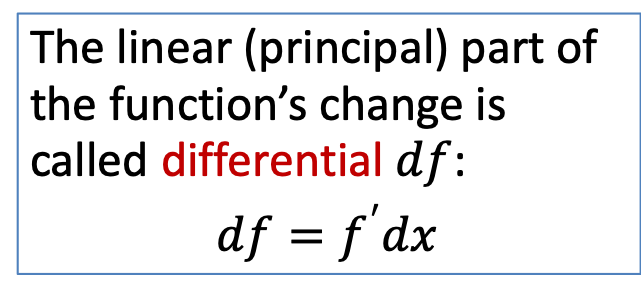 The linear (principal) part of
the function’s change is
called differential df:
df = f′dx